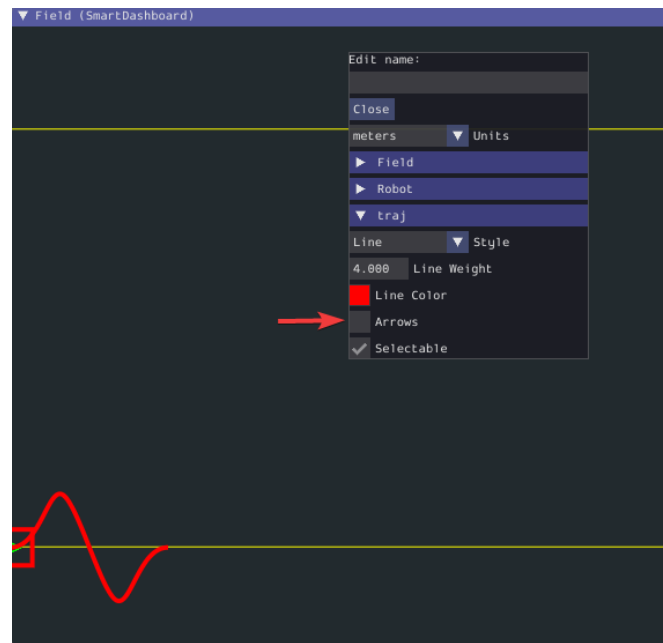 Field (SmartDashboard)
Edit name:
Close
meters Units
Field
Robot
traj
Line Style
4.000 Line Weight
Line Color
Arrows
Selectable